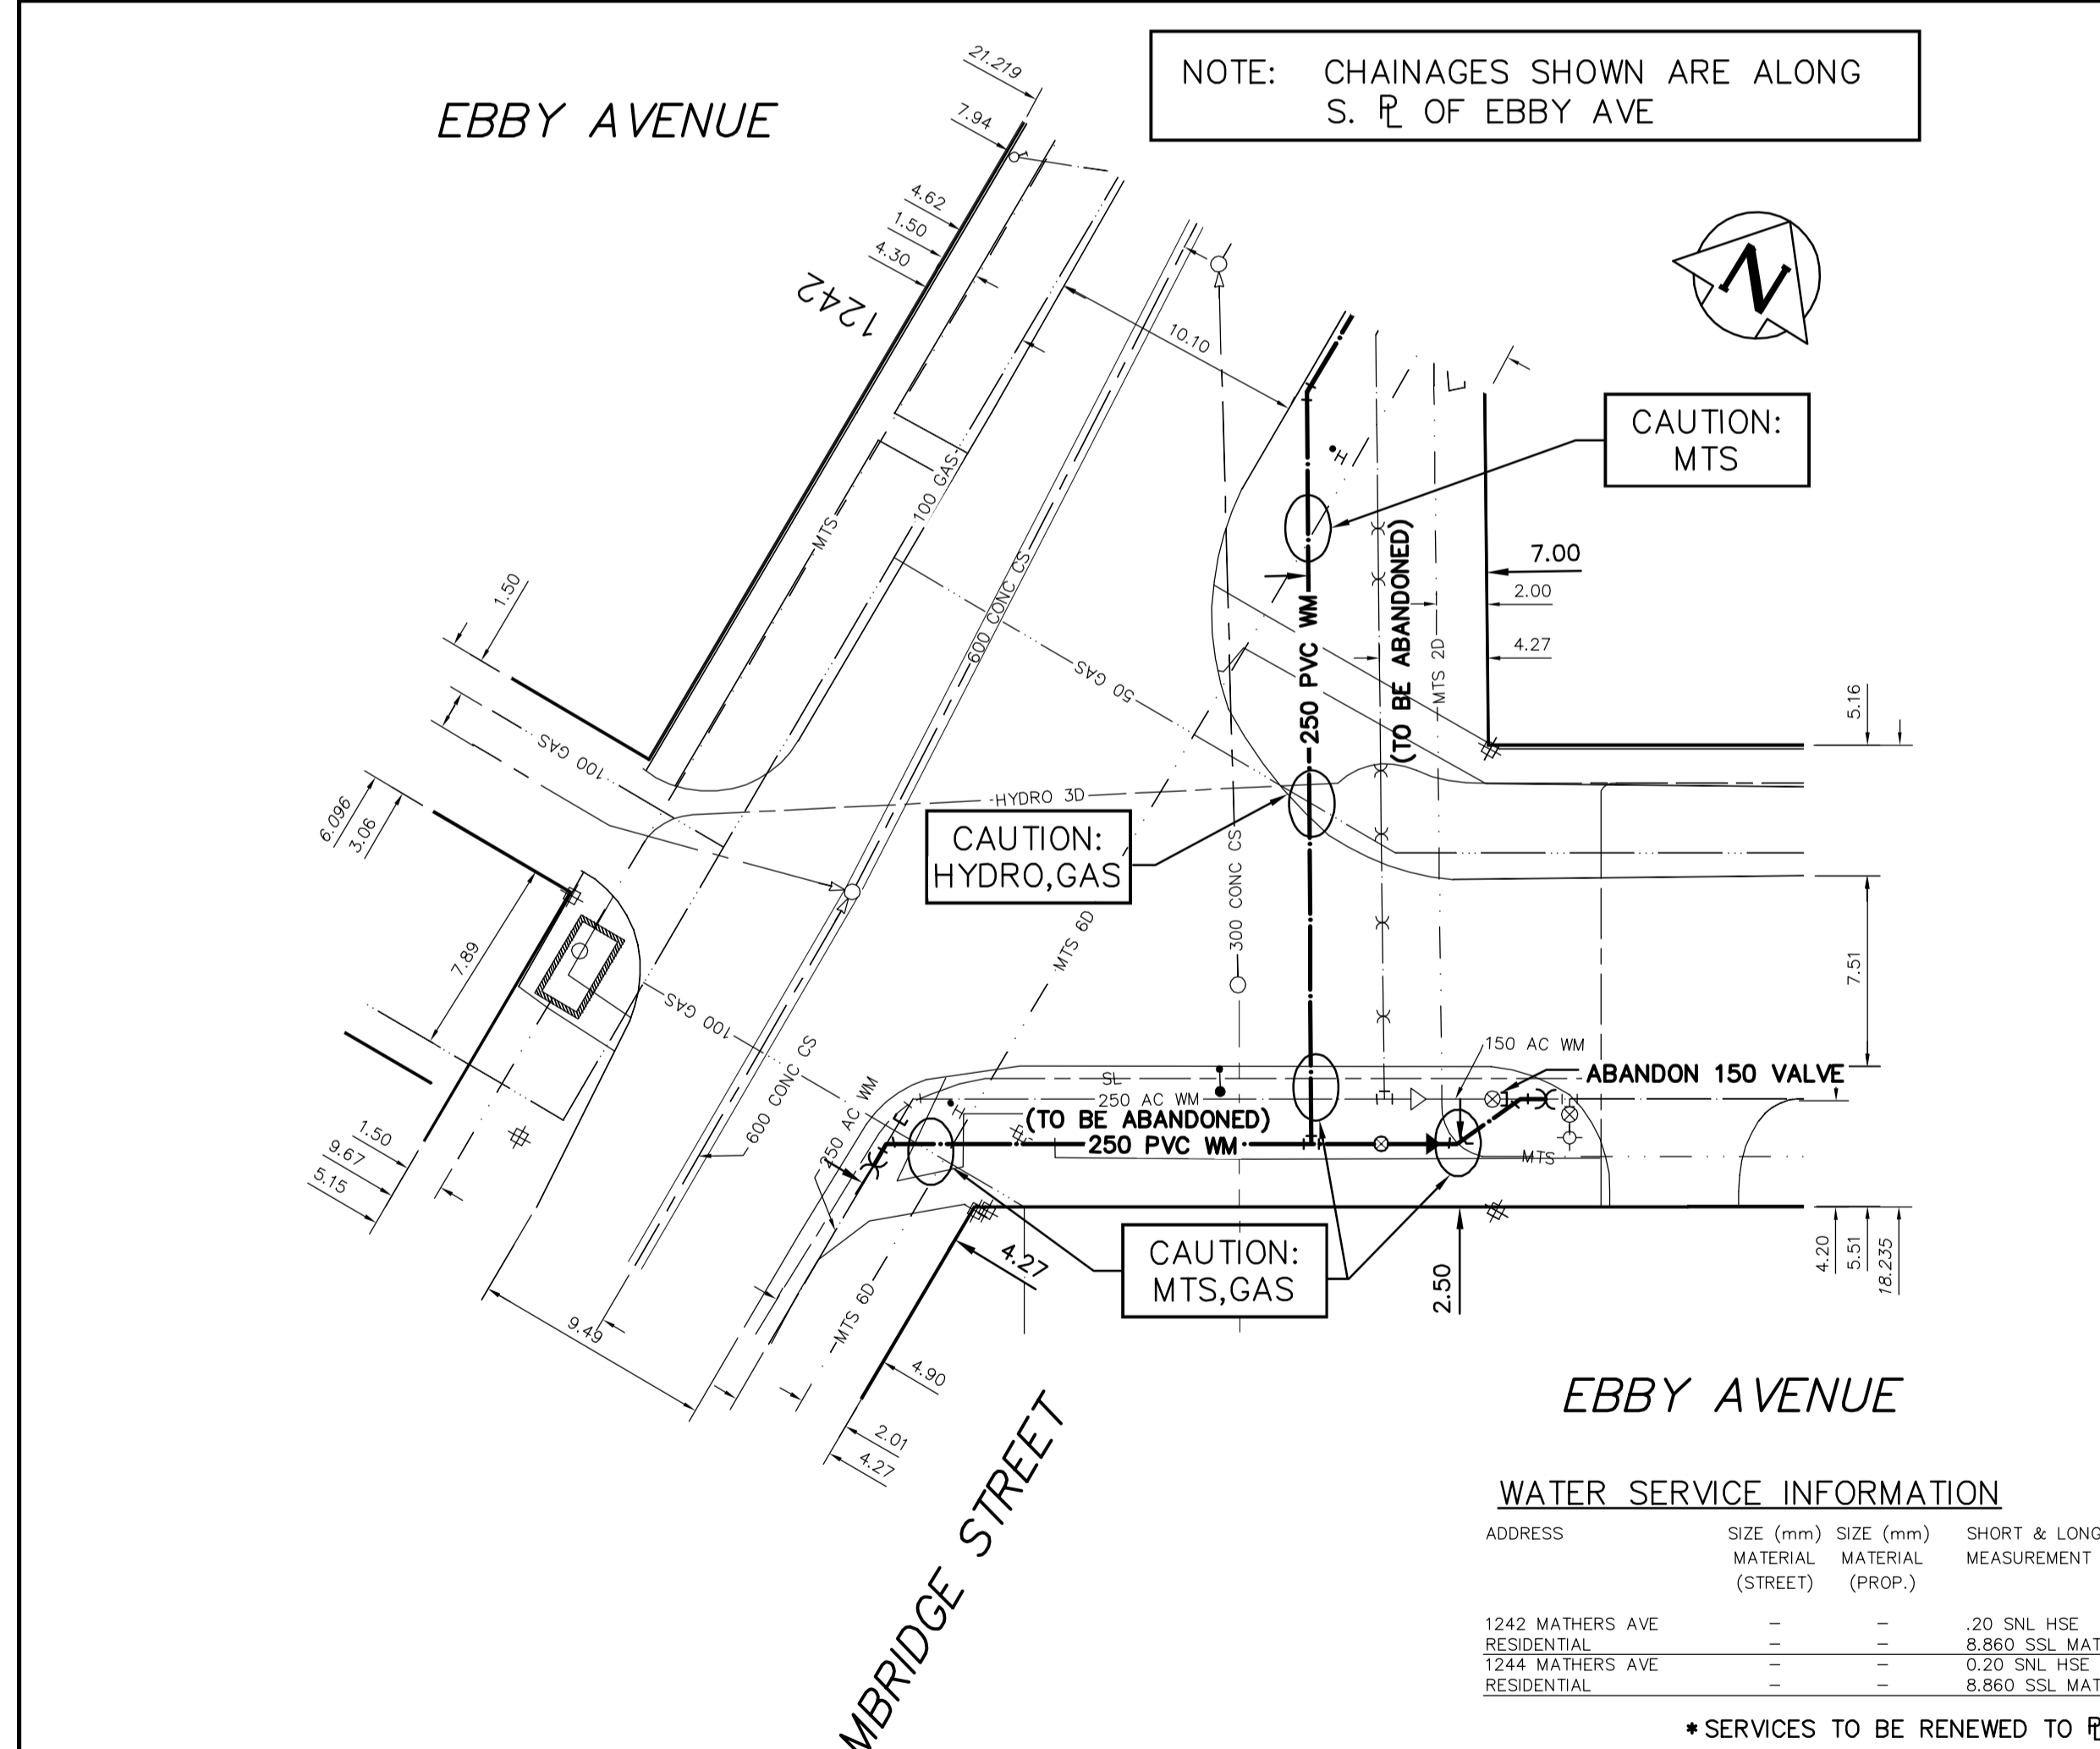 EBBY AVENUE
NOTE: CHAINAGES SHOWN ARE ALONG
S. ⅊ OF EBBY AVE
21.219
7.94
4.62
1.50
4.30
1242
N
10.10
CAUTION:
MTS
H
MTS
100 GAS
600 CONC CS
50 GAS
(TO BE ABANDONED)
250 PVC WM
MTS 2D
7.00
2.00
4.27
5.16
1.50
100 GAS
6.096
3.06
HYDRO 3D
CAUTION:
HYDRO,GAS
7.89
300 CONC CS
MTS 6D
7.51
100 GAS
600 CONC CS
250 AC WM
SL
250 AC WM
(TO BE ABANDONED)
250 PVC WM
H
150 AC WM
ABANDON 150 VALVE
MTS
1.50
9.67
5.15
4.27
CAUTION:
MTS,GAS
2.50
4.20
5.51
18.235
9.49
MTS 6D
4.90
2.01
4.27
MBRIDGE STREET
EBBY AVENUE
WATER SERVICE INFORMATION
ADDRESS SIZE (mm) SIZE (mm) SHORT & LONG
MATERIAL MATERIAL MEASUREMENT
(STREET) (PROP.)
1242 MATHERS AVE – – .20 SNL HSE
RESIDENTIAL – – 8.860 SSL MAT
1244 MATHERS AVE – – 0.20 SNL HSE
RESIDENTIAL – – 8.860 SSL MAT
* SERVICES TO BE RENEWED TO ⅊